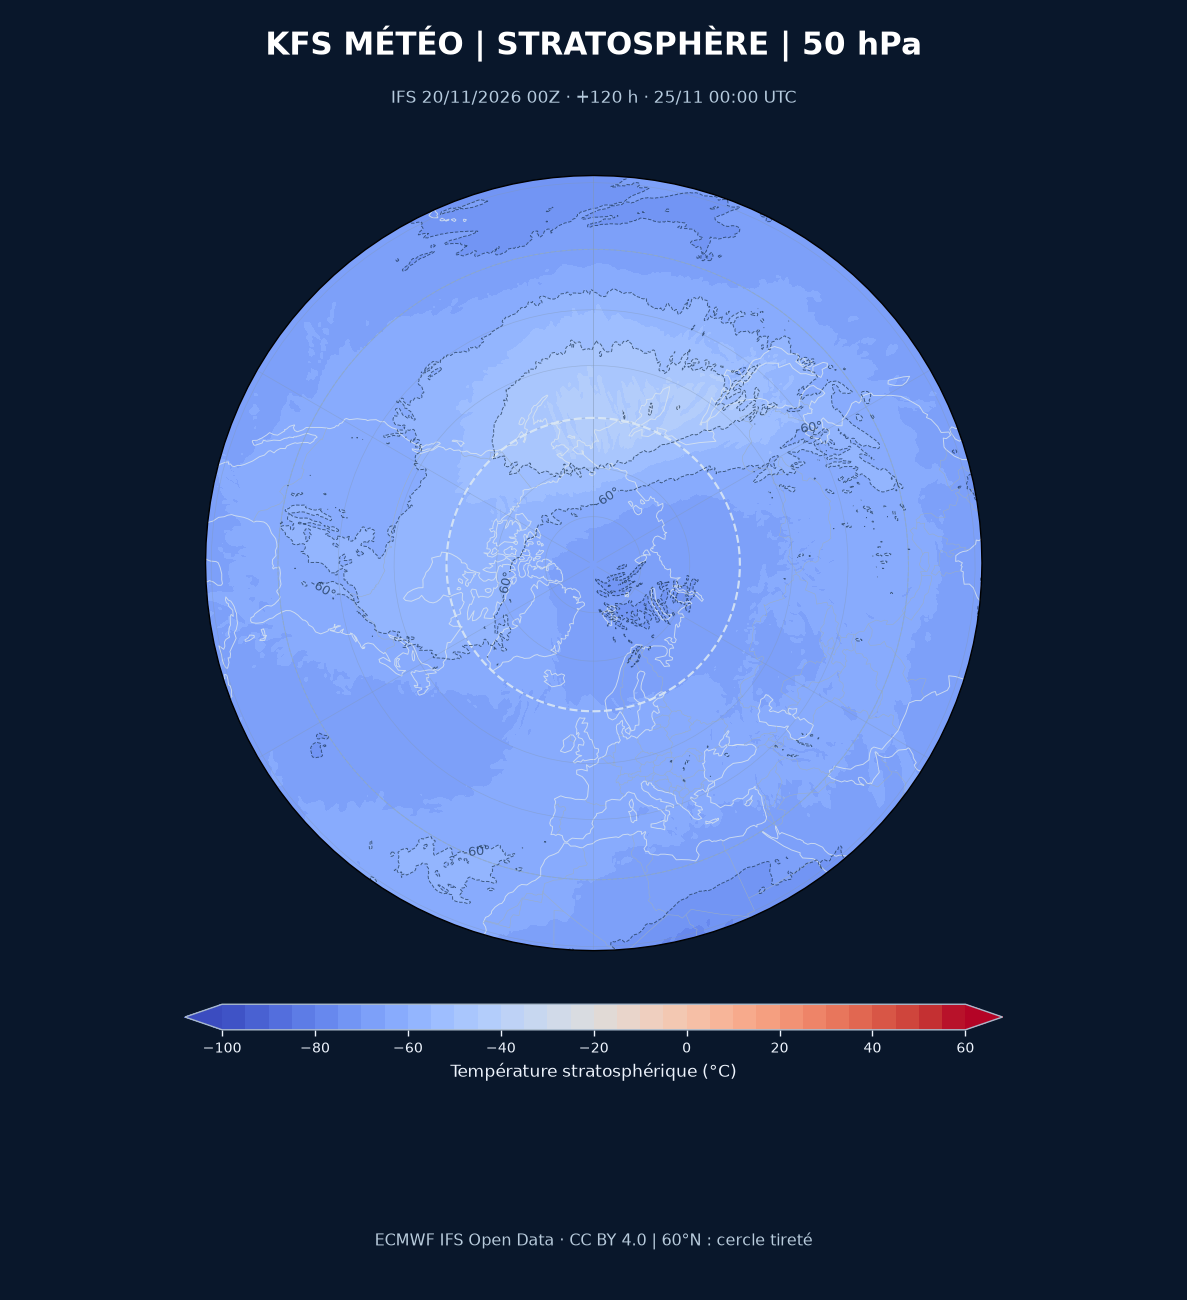 KFS MÉTÉO | STRATOSPHÈRE | 50 hPa
IFS 20/11/2026 00Z · +120 h · 25/11 00:00 UTC
-60°
-60°
-60°
-60°
-60°
−100 −80 −60 −40 −20 0 20 40 60
Température stratosphérique (°C)
ECMWF IFS Open Data · CC BY 4.0 | 60°N : cercle tireté